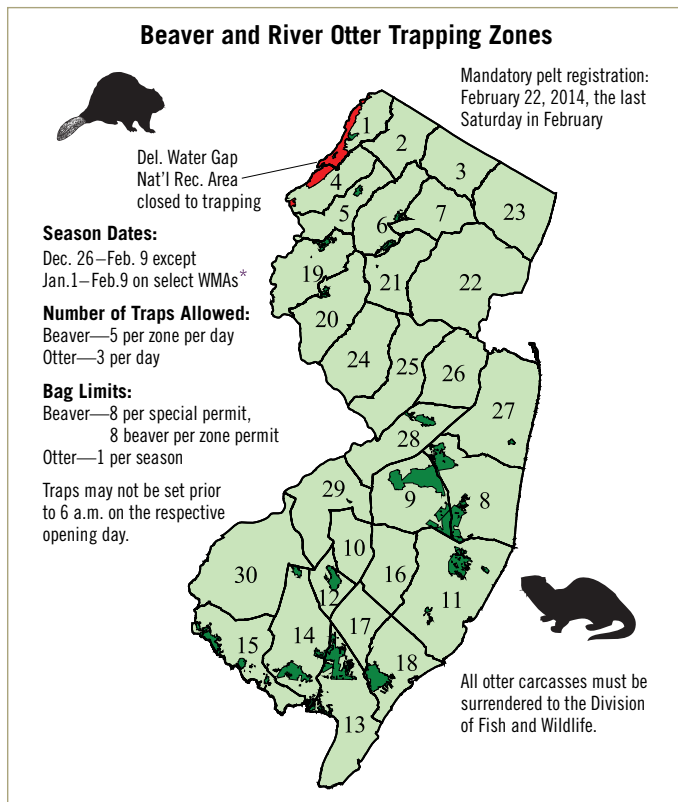 Beaver and River Otter Trapping Zones
Mandatory pelt registration:
February 22, 2014, the last
Saturday in February
Del. Water Gap
Nat'l Rec. Area
closed to trapping
Season Dates:
Dec. 26–Feb. 9 except
Jan.1–Feb.9 on select WMAs*
Number of Traps Allowed:
Beaver—5 per zone per day
Otter—3 per day
Bag Limits:
Beaver—8 per special permit,
8 beaver per zone permit
Otter—1 per season
Traps may not be set prior
to 6 a.m. on the respective
opening day.
1
2
3
4
5
6
7
23
19
21
22
20
24
25
26
27
28
29
9
8
10
16
30
12
11
17
15
14
18
13
All otter carcasses must be
surrendered to the Division
of Fish and Wildlife.